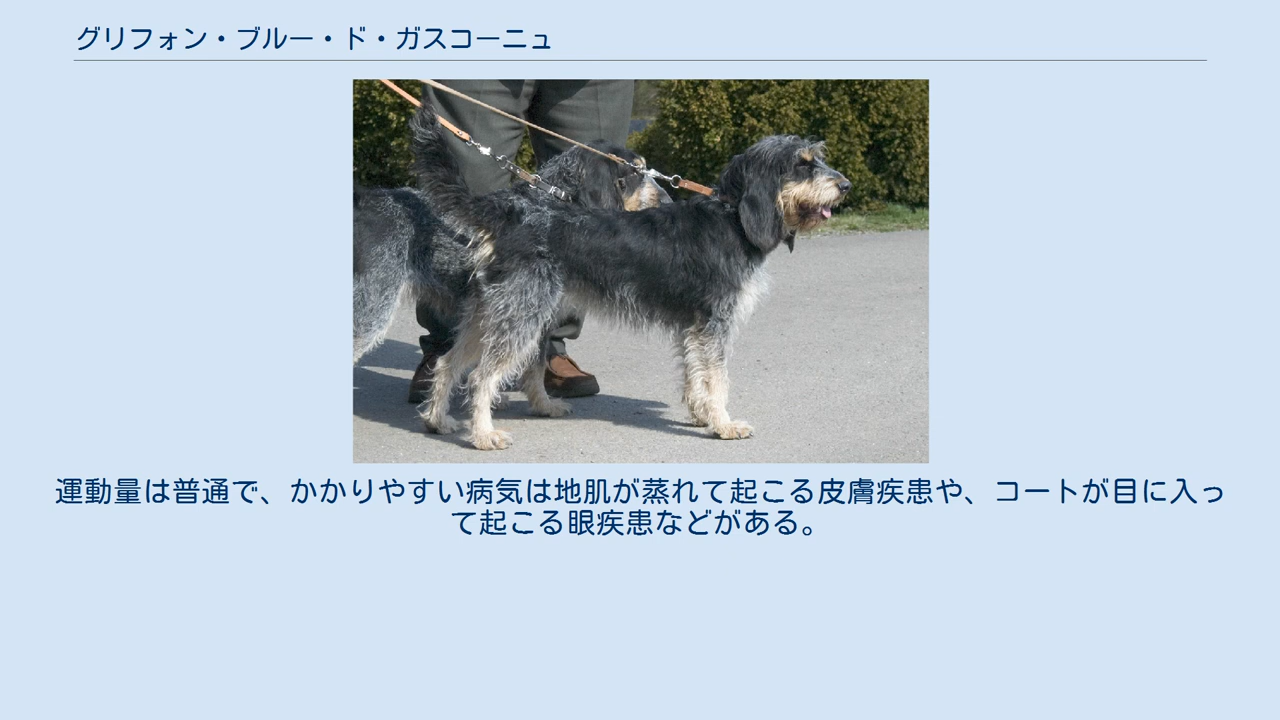 グリフォン・ブルー・ド・ガスコーニュ
運動量は普通で、かかりやすい病気は地肌が蒸れて起こる皮膚疾患や、コートが目に入っ
て起こる眼疾患などがある。